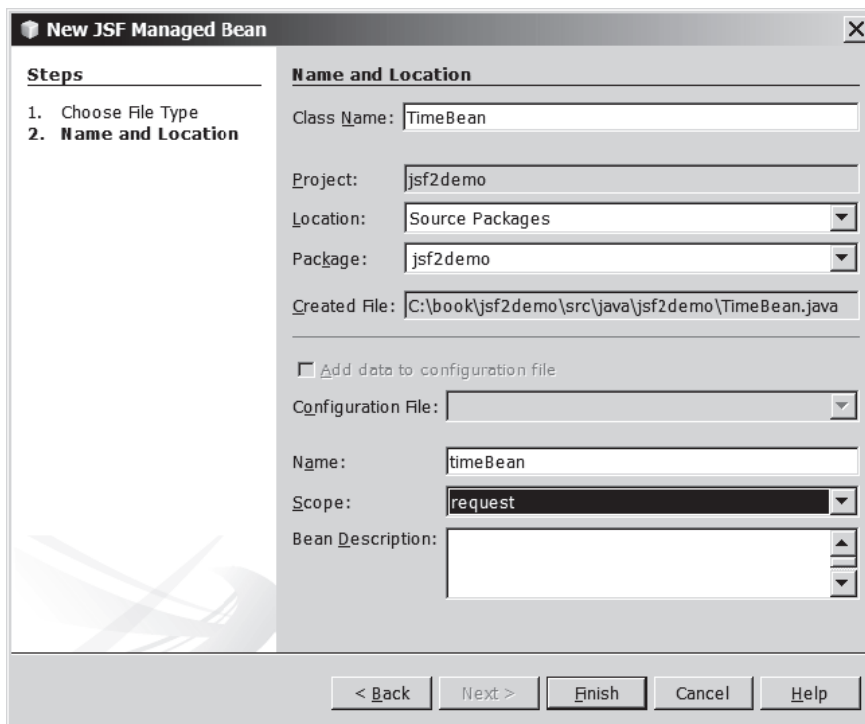 New JSF Managed Bean
Steps
1. Choose File Type
2. Name and Location
Name and Location
Class Name: TimeBean
Project: jsf2demo
Location: Source Packages
Package: jsf2demo
Created File: C:\book\jsf2demo\src\java\jsf2demo\TimeBean.java
Add data to configuration file
Configuration File:
Name: timeBean
Scope: request
Bean Description:
< Back Next > Finish Cancel Help